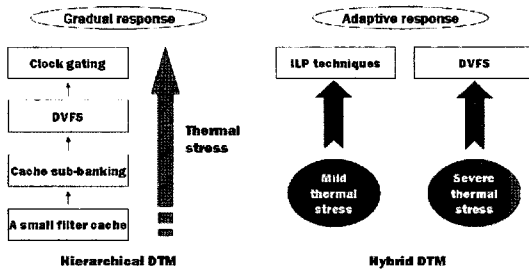 Gradual response
Clock gating
DVFS
Cache sub-banking
A small filter cache
Thermal
stress
Hierarchical DTM
Adaptive response
ILP techniques
DVFS
Mild
thermal
stress
Severe
thermal
stress
Hybrid DTM